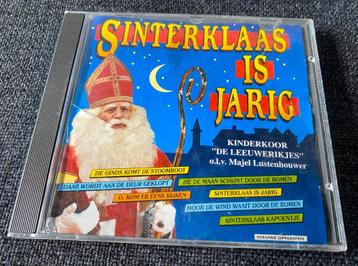 SINTERKLAAS
IS
JARIG
KINDERKOOR
"DE LEEUWERIKJES"
o.l.v. Majel Lustenhouwer
ZIE GINDS KOMT DE STOOMBOOT
DAAR WORDT AAN DE DEUR GEKLOPT
O, KOM ER EENS KIJKEN
ZIE DE MAAN SCHIJNT DOOR DE BOMEN
SINTERKLAAS IS JARIG
HOOR DE WIND WAAIT DOOR DE BOMEN
SINTERKLAAS KAPOENTJE
NIEUWE OPNAMEN